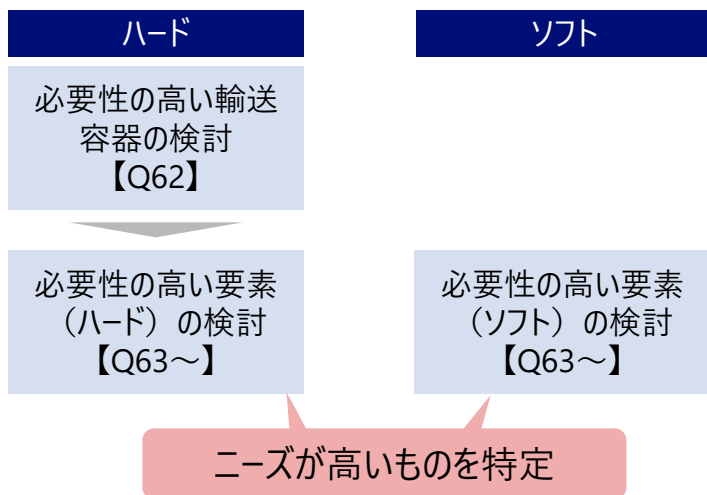 ハード
ソフト
必要性の高い輸送
容器の検討
【Q62】
必要性の高い要素
（ハード）の検討
【Q63～】
必要性の高い要素
（ソフト）の検討
【Q63～】
ニーズが高いものを特定